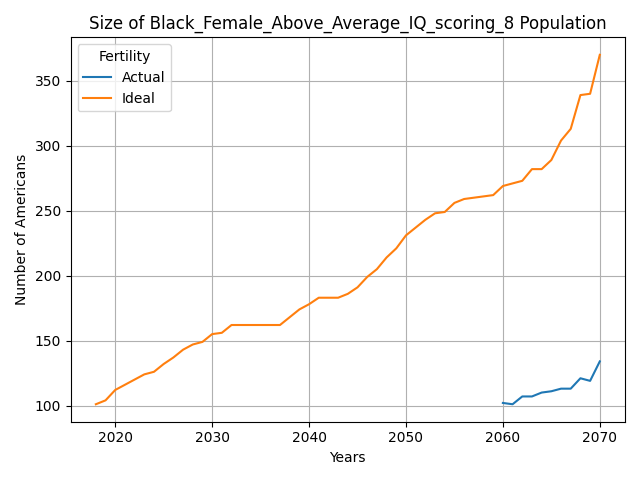 Size of Black_Female_Above_Average_IQ_scoring_8 Population
Fertility
Actual
Ideal
350
300
250
200
150
100
Number of Americans
2020
2030
2040
2050
2060
2070
Years